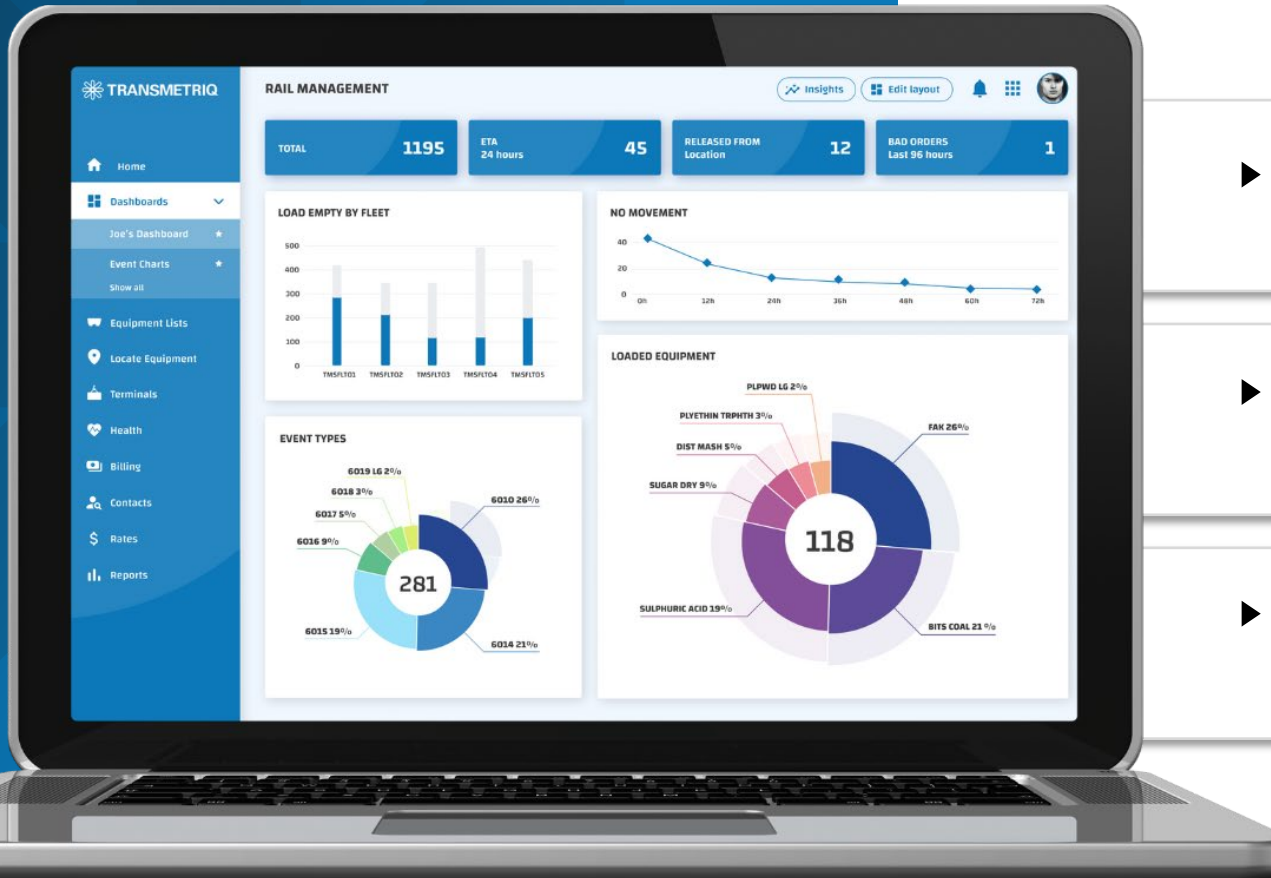 TRANSMETRIQ
RAIL MANAGEMENT
Insights
Edit layout
Home
Dashboards
Joe's Dashboard
Event Charts
Show all
Equipment Lists
Locate Equipment
Terminals
Health
Billing
Contacts
Rates
Reports
TOTAL
1195
ETA
24 hours
45
RELEASED FROM
Location
12
BAD ORDERS
Last 96 hours
1
LOAD EMPTY BY FLEET
500
400
300
200
100
0
TMSFLT01 TMSFLT02 TMSFLT03 TMSFLT04 TMSFLT05
NO MOVEMENT
40
20
0
0h 12h 24h 36h 48h 60h 72h
EVENT TYPES
6019 LG 2%
6018 3%
6017 5%
6016 9%
6010 26%
281
6015 19%
6014 21%
LOADED EQUIPMENT
PLPWD LG 2%
PLYETHIN TRPHTH 3%
DIST MASH 5%
SUGAR DRY 9%
FAK 26%
118
SULPHURIC ACID 19%
BITS COAL 21 %